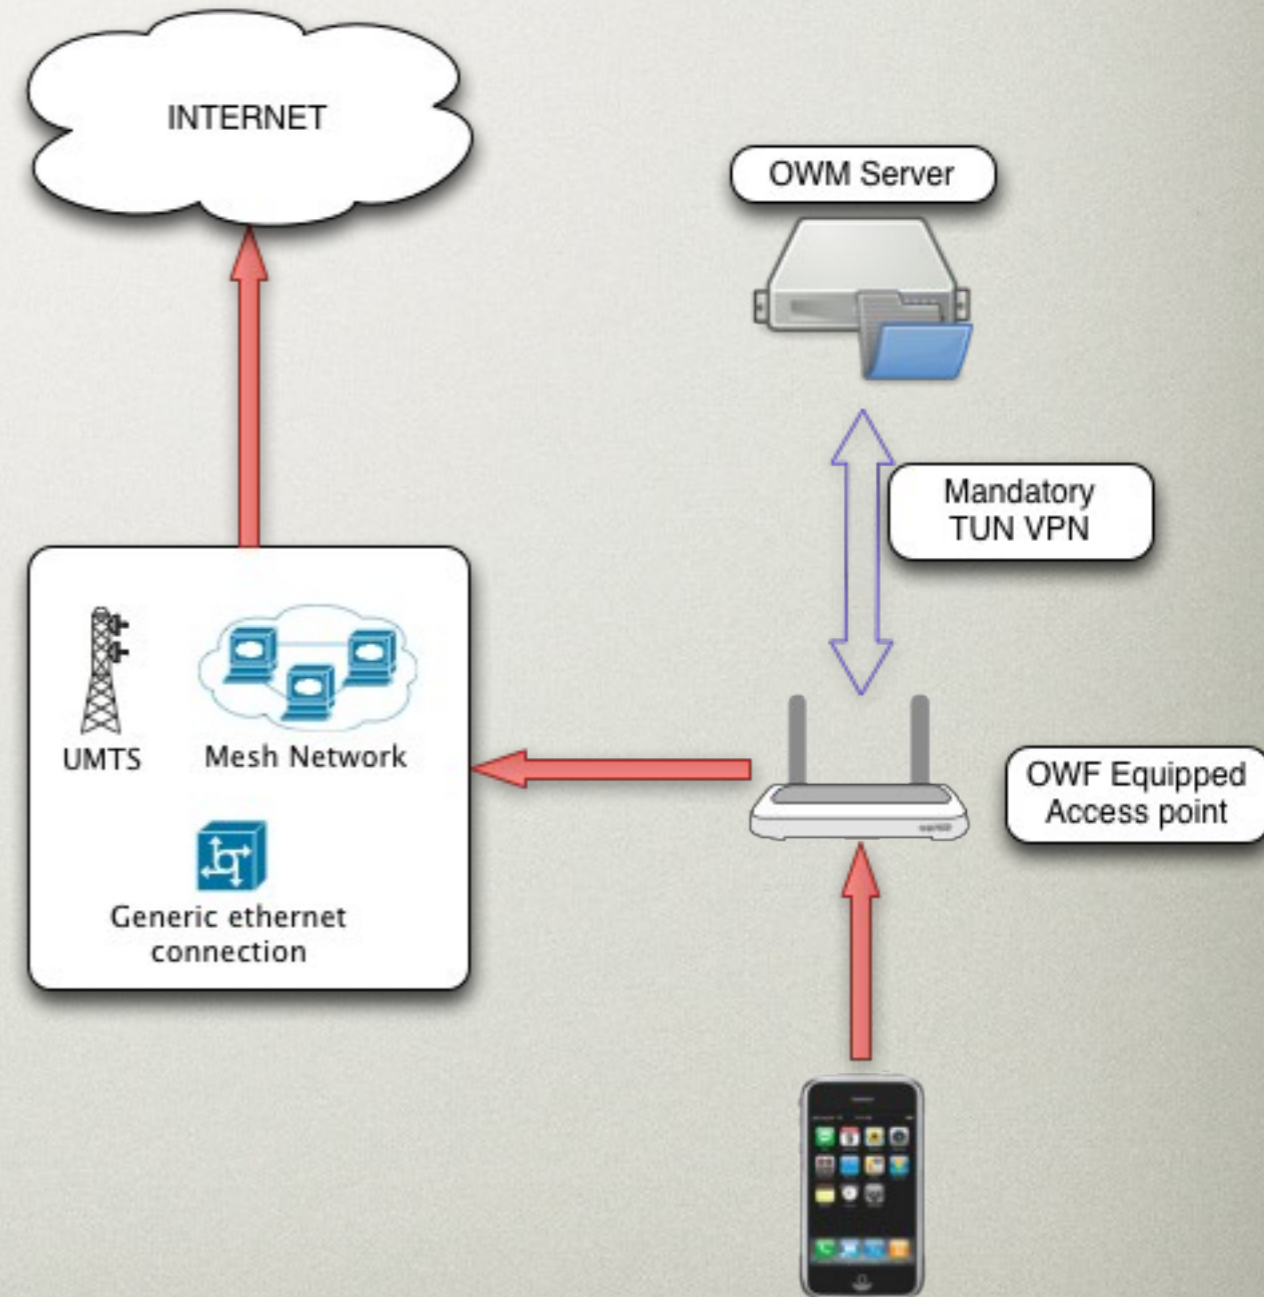 INTERNET
OWM Server
Mandatory
TUN VPN
UMTS
Mesh Network
OWF Equipped
Access point
Generic ethernet
connection